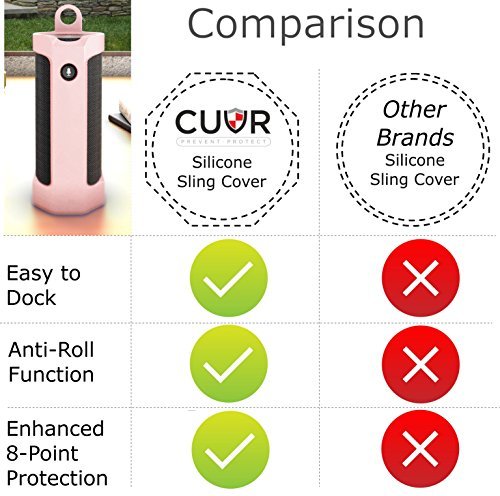 Comparison
CUVR
PREVENT PROTECT
Silicone
Sling Cover
Other
Brands
Silicone
Sling Cover
Easy to
Dock
Anti-Roll
Function
Enhanced
8-Point
Protection